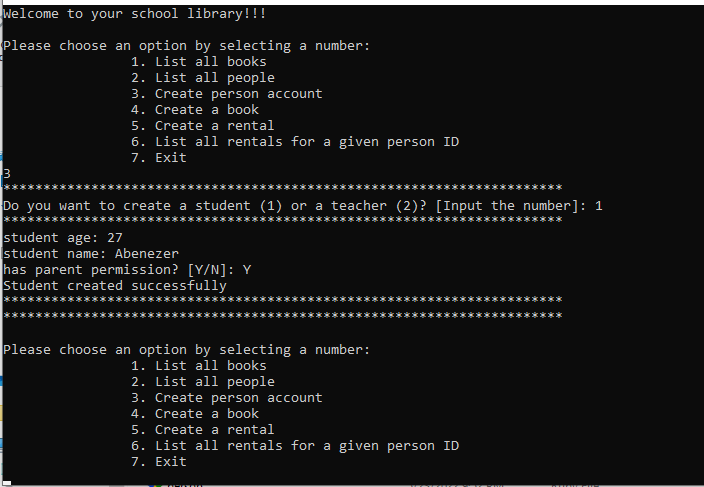 Welcome to your school library!!!
Please choose an option by selecting a number:
1. List all books
2. List all people
3. Create person account
4. Create a book
5. Create a rental
6. List all rentals for a given person ID
7. Exit
3
**********************************************************************
Do you want to create a student (1) or a teacher (2)? [Input the number]: 1
**********************************************************************
student age: 27
student name: Abenezer
has parent permission? [Y/N]: Y
Student created successfully
**********************************************************************
**********************************************************************
Please choose an option by selecting a number:
1. List all books
2. List all people
3. Create person account
4. Create a book
5. Create a rental
6. List all rentals for a given person ID
7. Exit